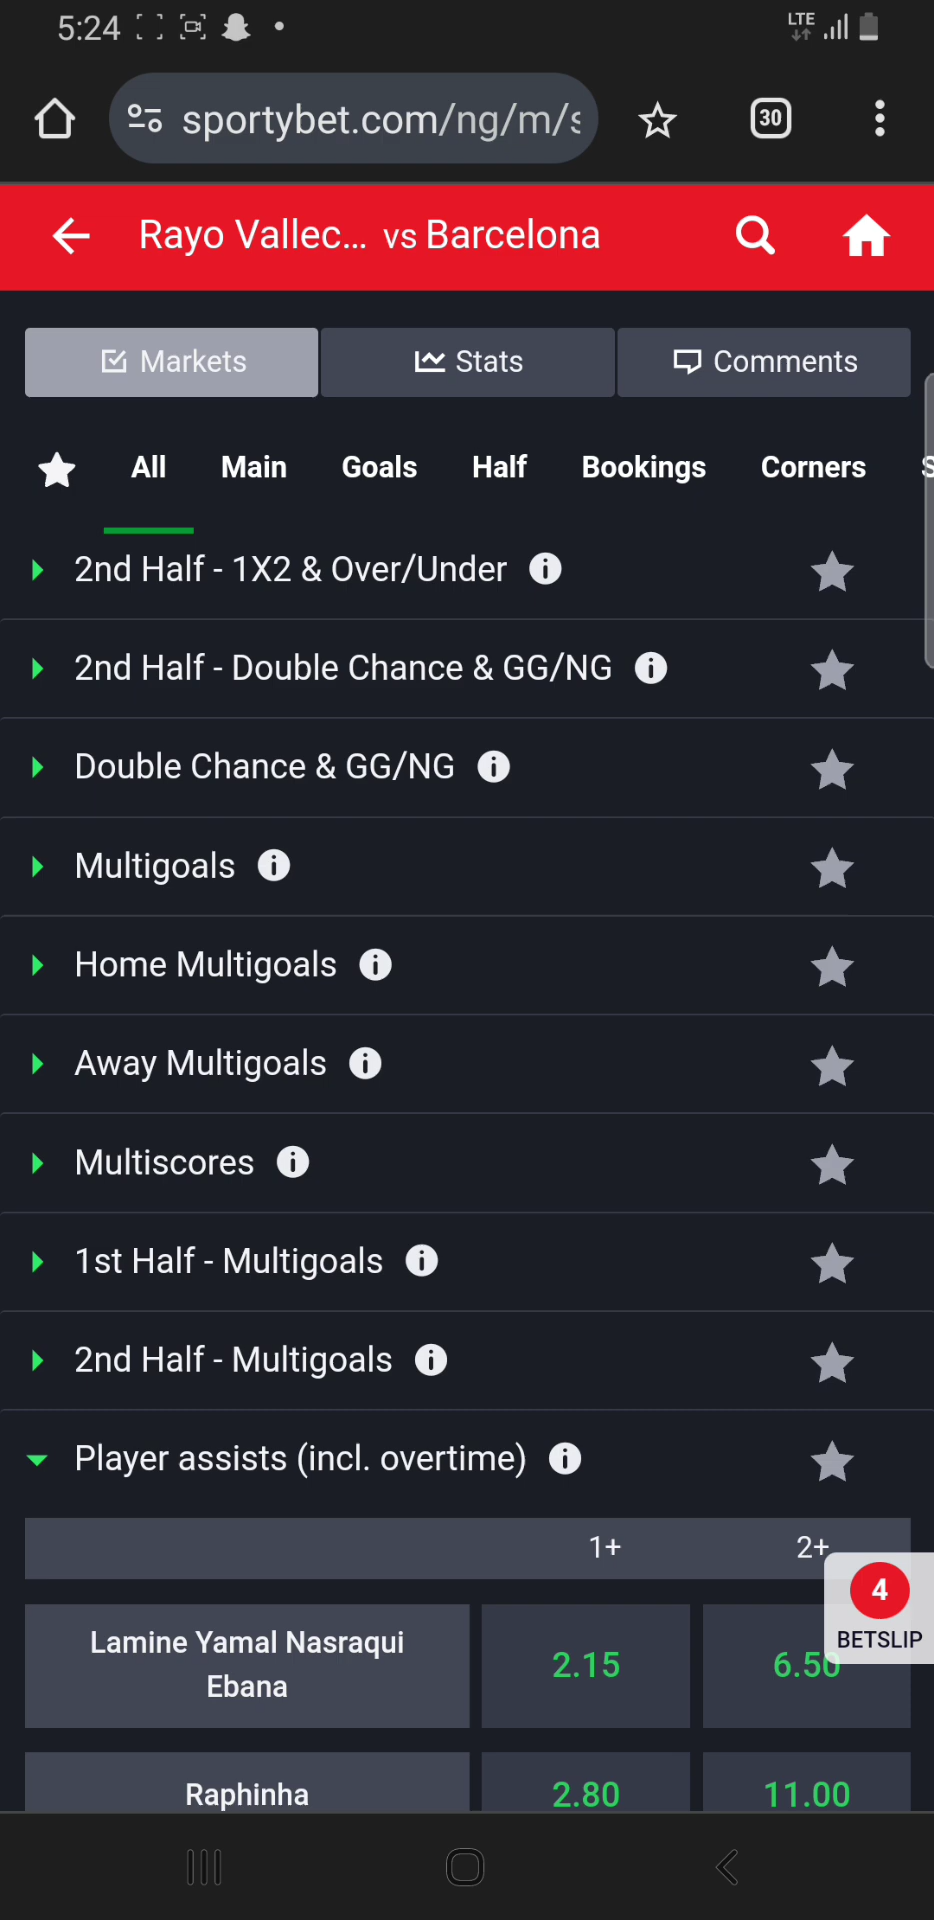 5:24
LTE
sportybet.com/ng/m/s
30
Rayo Vallec... vs Barcelona
Markets
Stats
Comments
All Main Goals Half Bookings Corners S
2nd Half - 1X2 & Over/Under
2nd Half - Double Chance & GG/NG
Double Chance & GG/NG
Multigoals
Home Multigoals
Away Multigoals
Multiscores
1st Half - Multigoals
2nd Half - Multigoals
Player assists (incl. overtime)
1+ 2+
4
BETSLIP
Lamine Yamal Nasraqui
Ebana
2.15 6.50
Raphinha 2.80 11.00